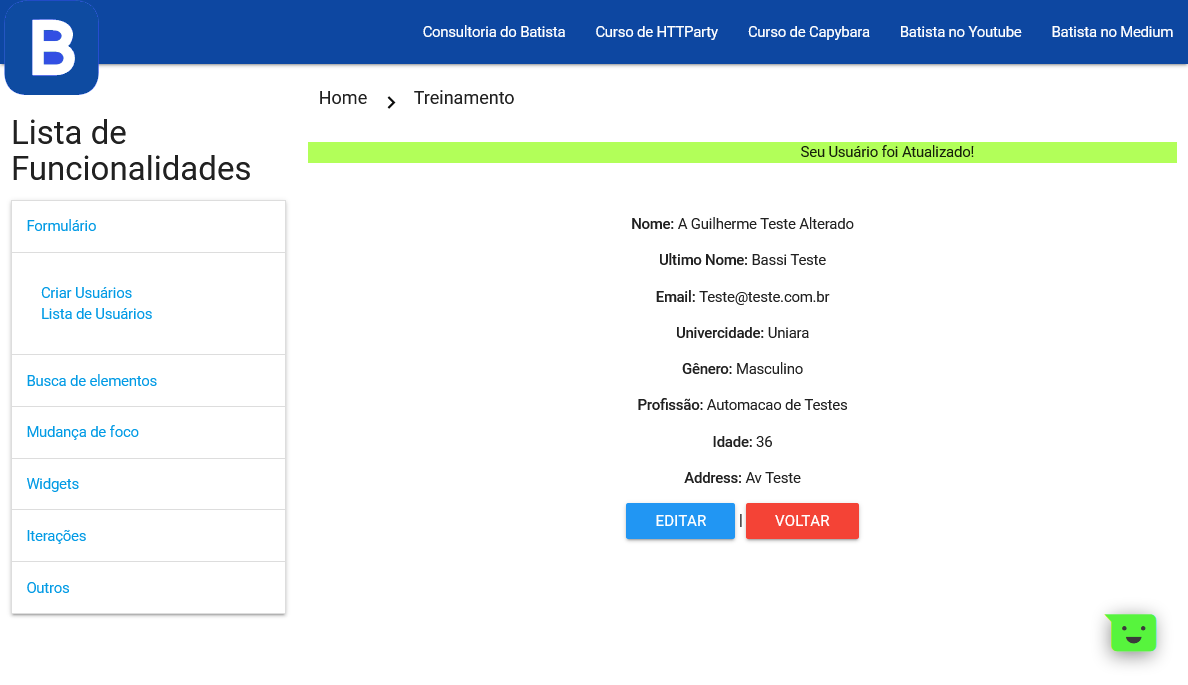 B
Consultoria do Batista
Curso de HTTParty
Curso de Capybara
Batista no Youtube
Batista no Medium
Home
Treinamento
Lista de
Funcionalidades
Formulário
Criar Usuários
Lista de Usuários
Busca de elementos
Mudança de foco
Widgets
Iterações
Outros
Seu Usuário foi Atualizado!
Nome: A Guilherme Teste Alterado
Ultimo Nome: Bassi Teste
Email: Teste@teste.com.br
Univercidade: Uniara
Gênero: Masculino
Profissão: Automacao de Testes
Idade: 36
Address: Av Teste
EDITAR | VOLTAR